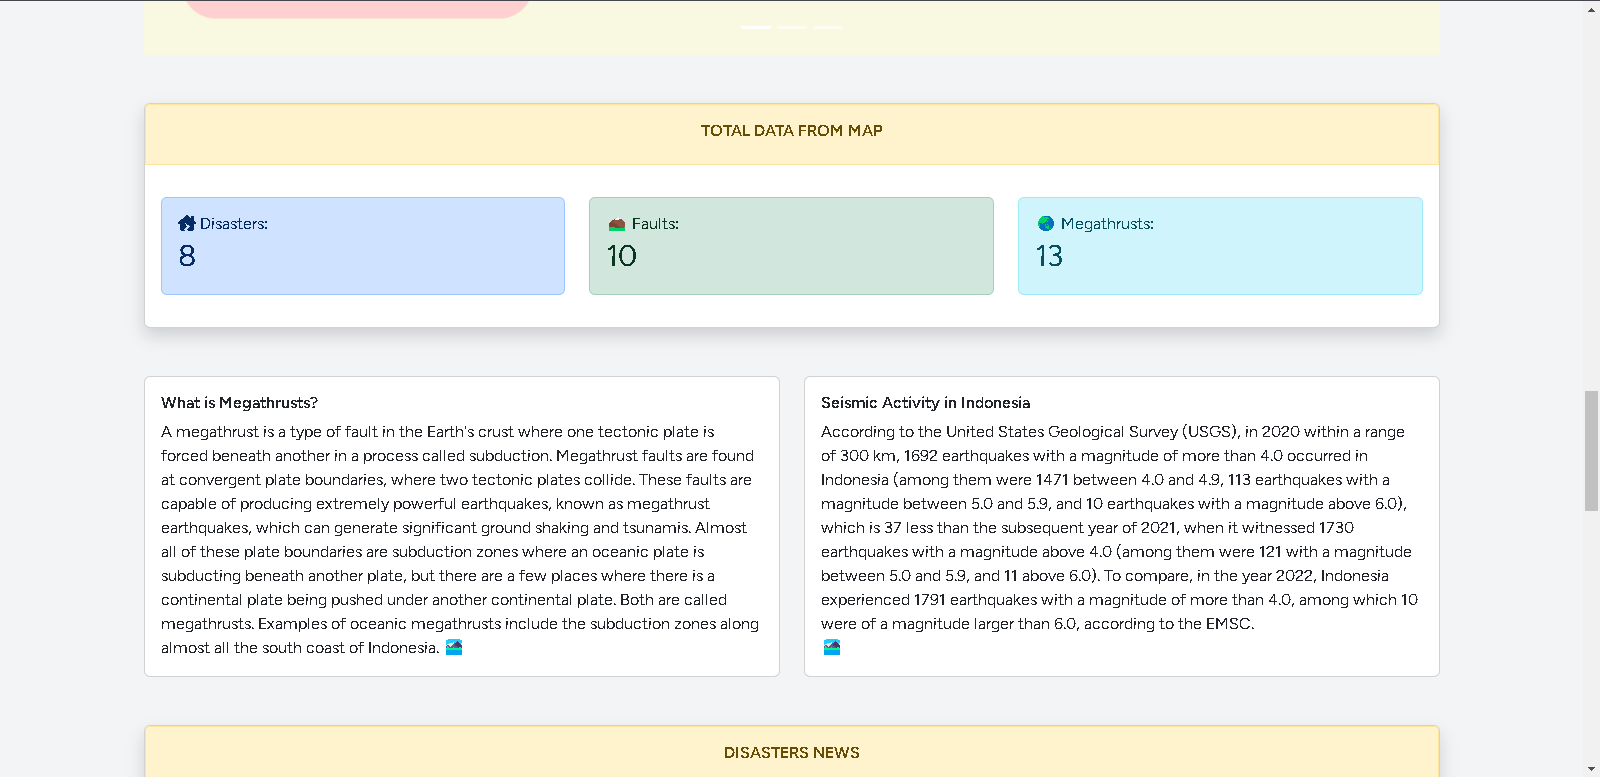 TOTAL DATA FROM MAP
Disasters:
8
Faults:
10
Megathrusts:
13
What is Megathrusts?
A megathrust is a type of fault in the Earth's crust where one tectonic plate is
forced beneath another in a process called subduction. Megathrust faults are found
at convergent plate boundaries, where two tectonic plates collide. These faults are
capable of producing extremely powerful earthquakes, known as megathrust
earthquakes, which can generate significant ground shaking and tsunamis. Almost
all of these plate boundaries are subduction zones where an oceanic plate is
subducting beneath another plate, but there are a few places where there is a
continental plate being pushed under another continental plate. Both are called
megathrusts. Examples of oceanic megathrusts include the subduction zones along
almost all the south coast of Indonesia.
Seismic Activity in Indonesia
According to the United States Geological Survey (USGS), in 2020 within a range
of 300 km, 1692 earthquakes with a magnitude of more than 4.0 occurred in
Indonesia (among them were 1471 between 4.0 and 4.9, 113 earthquakes with a
magnitude between 5.0 and 5.9, and 10 earthquakes with a magnitude above 6.0),
which is 37 less than the subsequent year of 2021, when it witnessed 1730
earthquakes with a magnitude above 4.0 (among them were 121 with a magnitude
between 5.0 and 5.9, and 11 above 6.0). To compare, in the year 2022, Indonesia
experienced 1791 earthquakes with a magnitude of more than 4.0, among which 10
were of a magnitude larger than 6.0, according to the EMSC.
DISASTERS NEWS